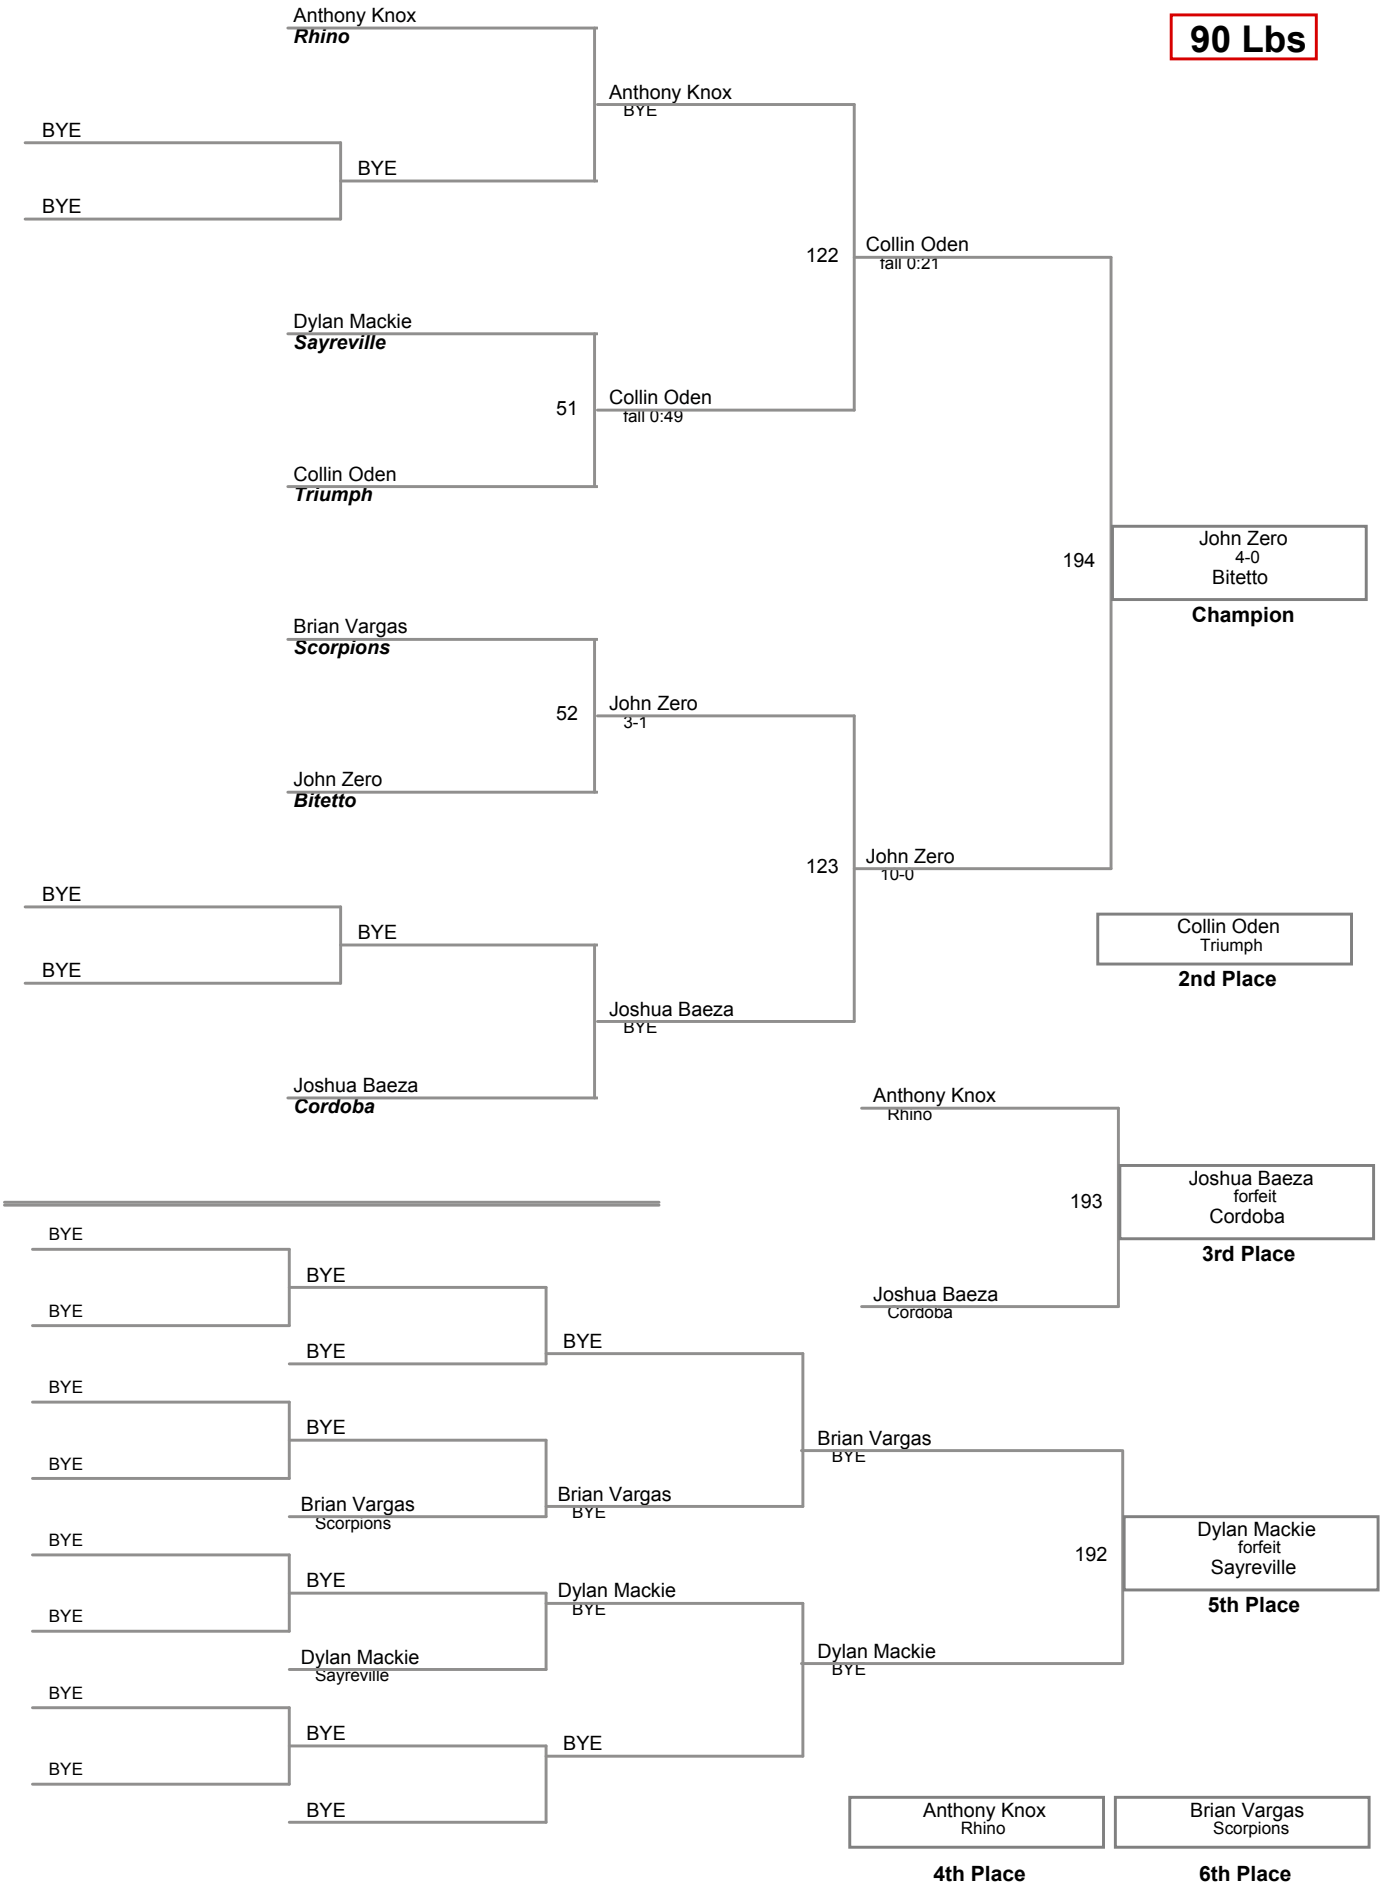 Anthony Knox
Rhino
90 Lbs
Anthony Knox
BYE
BYE
BYE
BYE
122
Collin Oden
fall 0:21
Dylan Mackie
Sayreville
51
Collin Oden
fall 0:49
Collin Oden
Triumph
194
John Zero
4-0
Bitetto
Champion
Brian Vargas
Scorpions
52
John Zero
3-1
John Zero
Bitetto
123
John Zero
10-0
BYE
BYE
BYE
Collin Oden
Triumph
2nd Place
Joshua Baeza
BYE
Joshua Baeza
Cordoba
Anthony Knox
Rhino
193
Joshua Baeza
forfeit
Cordoba
3rd Place
Joshua Baeza
Cordoba
BYE
BYE
BYE
BYE
BYE
BYE
BYE
BYE
Brian Vargas
Scorpions
Brian Vargas
BYE
Brian Vargas
BYE
192
Dylan Mackie
forfeit
Sayreville
5th Place
BYE
BYE
BYE
Dylan Mackie
Sayreville
Dylan Mackie
BYE
Dylan Mackie
BYE
BYE
BYE
BYE
BYE
BYE
Anthony Knox
Rhino
4th Place
Brian Vargas
Scorpions
6th Place